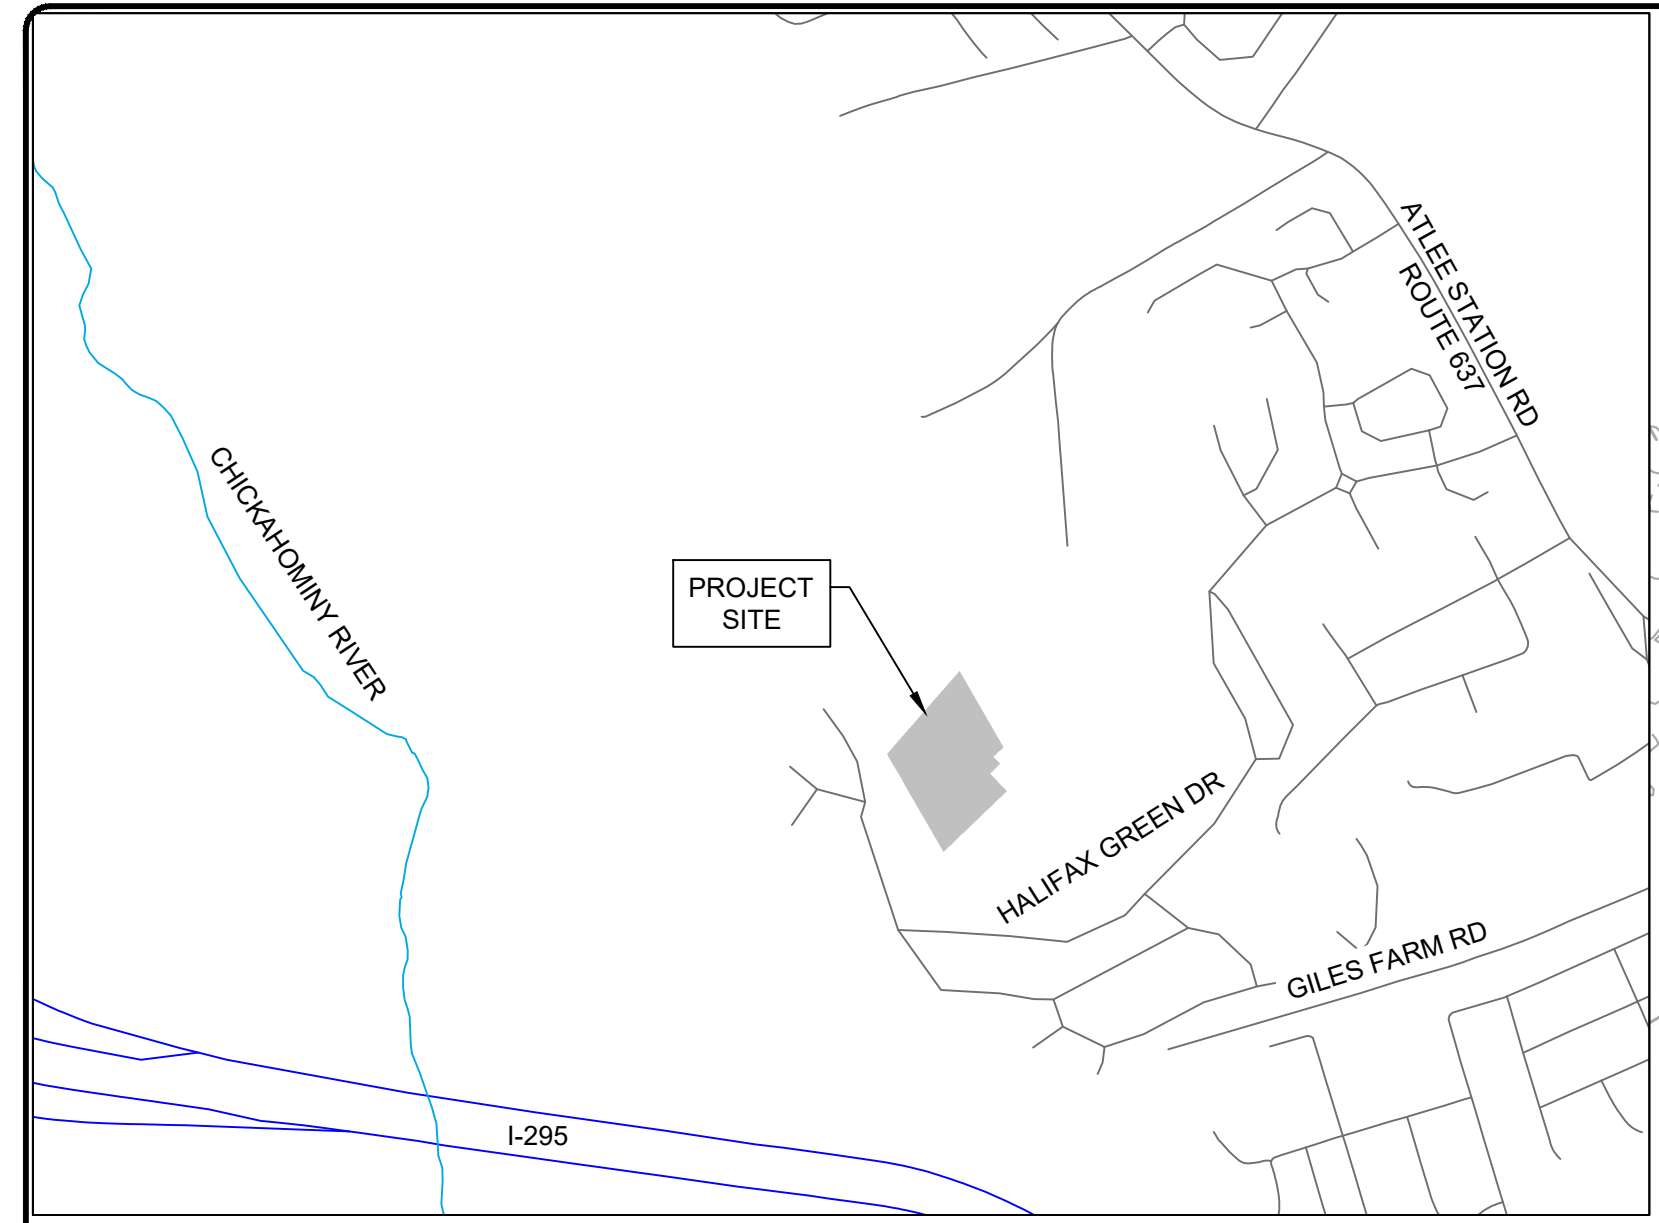 ATLEE STATION RD
ROUTE 637
CHICKAHOMINY RIVER
PROJECT
SITE
HALIFAX GREEN DR
GILES FARM RD
I-295